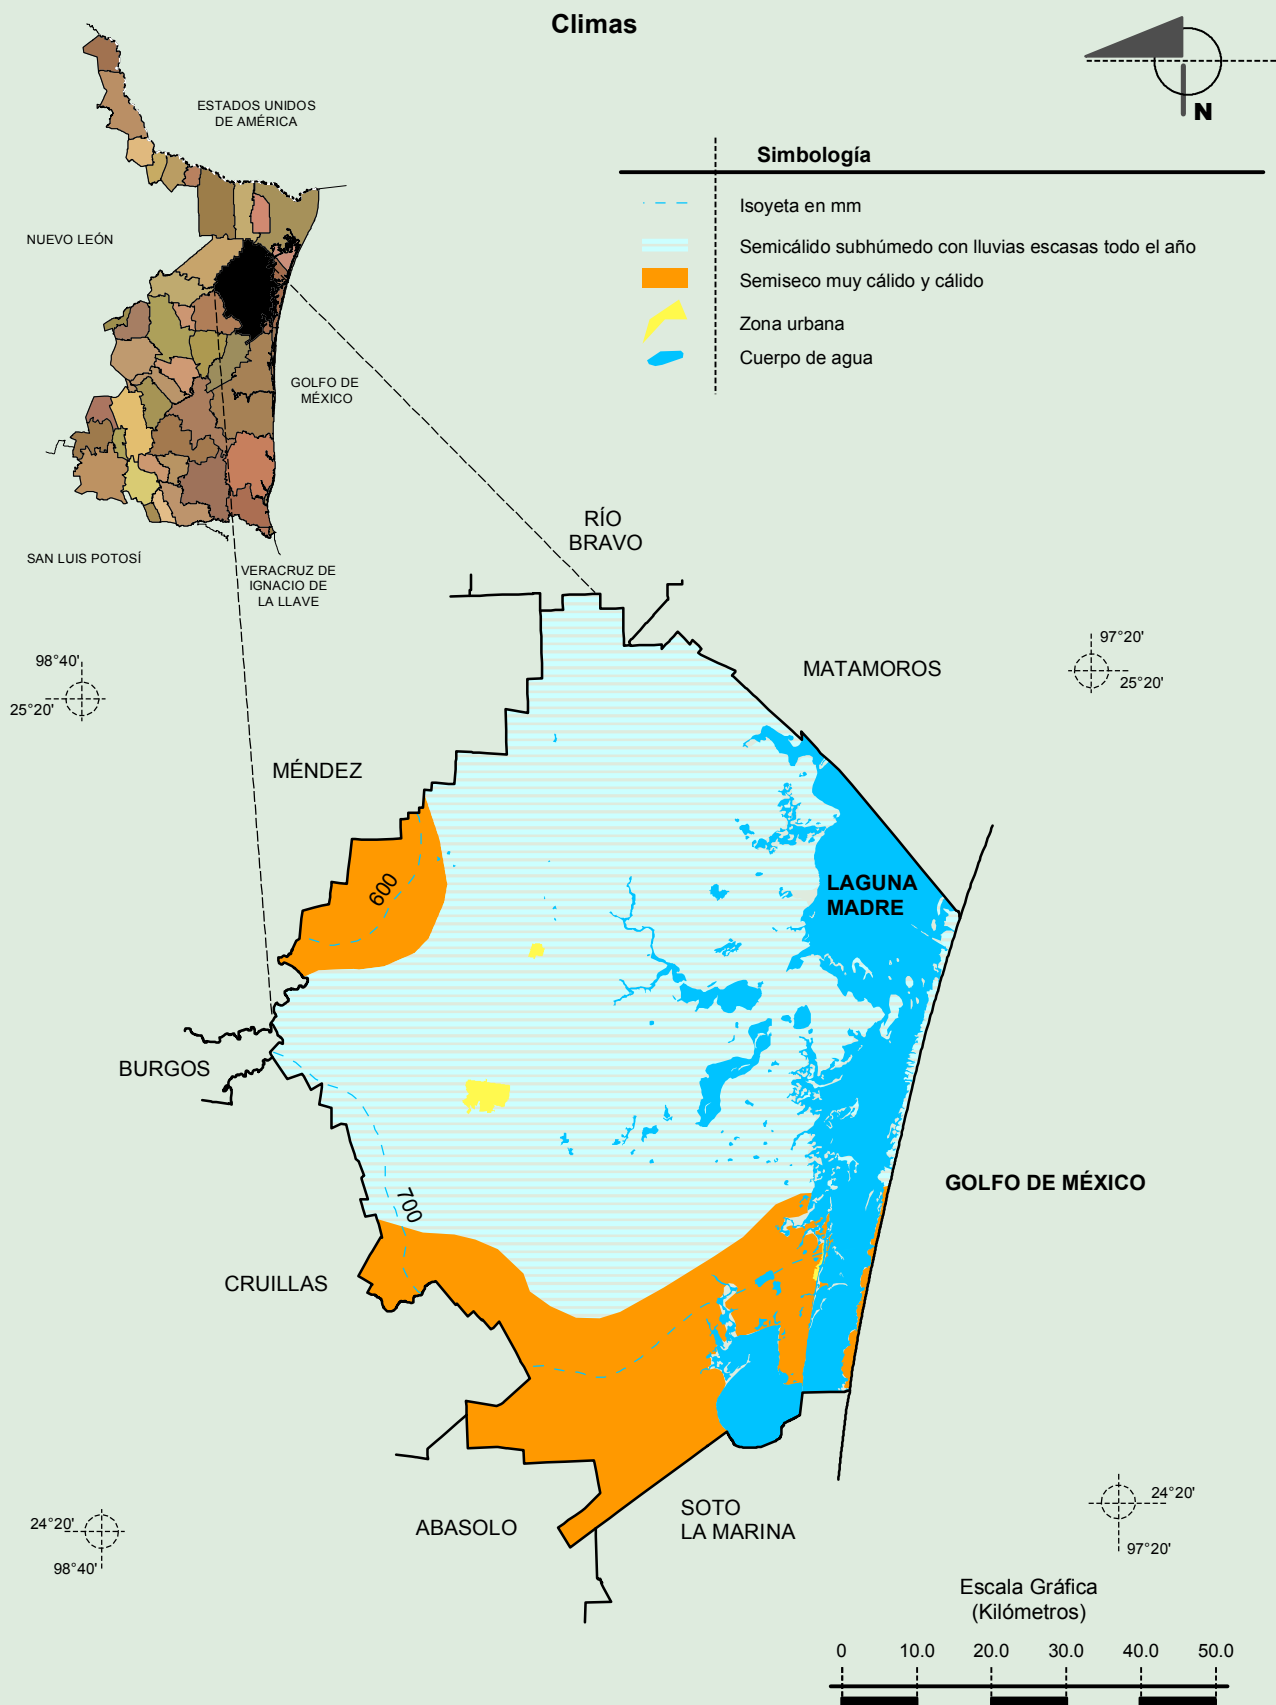 Climas
N
ESTADOS UNIDOS
DE AMÉRICA
NUEVO LEÓN
GOLFO DE
MÉXICO
SAN LUIS POTOSÍ
VERACRUZ DE
IGNACIO DE
LA LLAVE
Simbología
Isoyeta en mm
Semicálido subhúmedo con lluvias escasas todo el año
Semiseco muy cálido y cálido
Zona urbana
Cuerpo de agua
RÍO
BRAVO
98°40'
25°20'
97°20'
25°20'
MATAMOROS
MÉNDEZ
600
LAGUNA
MADRE
BURGOS
700
GOLFO DE MÉXICO
CRUILLAS
ABASOLO
SOTO
LA MARINA
24°20'
98°40'
24°20'
97°20'
Escala Gráfica
(Kilómetros)
0 10.0 20.0 30.0 40.0 50.0